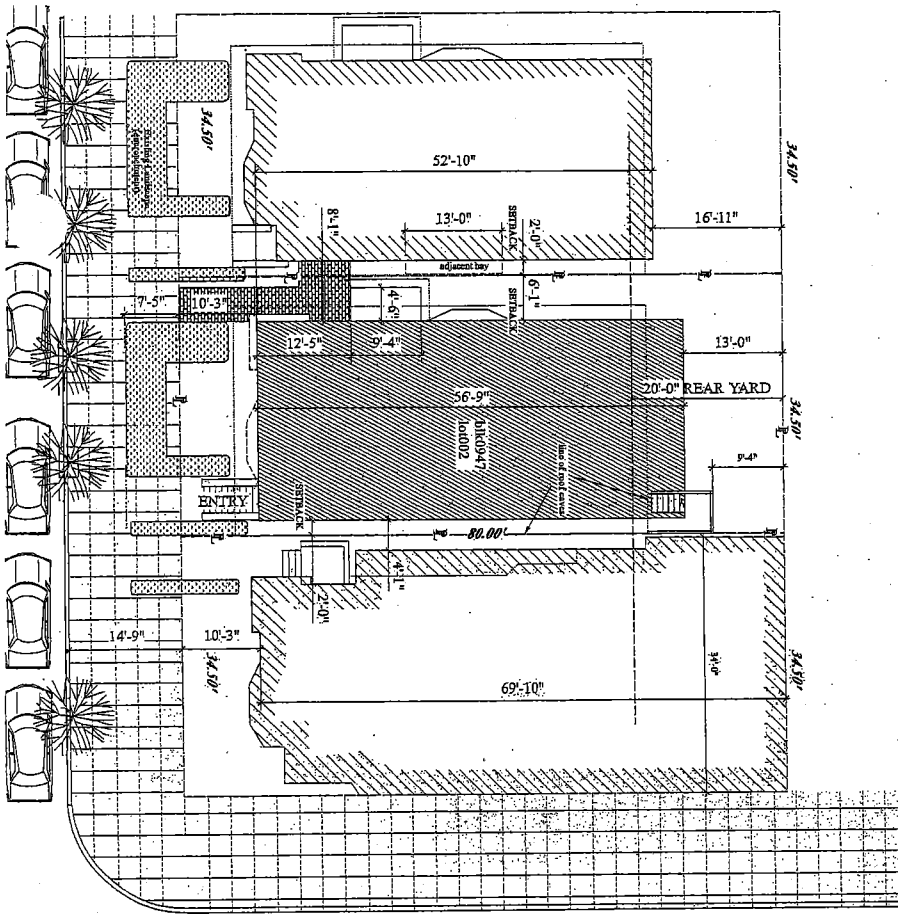 34.50'
34.50'
52'-10"
8'-1"
13'-0"
SETBACK
2'-0"
16'-11"
adjacent bay
6'-1"
SETBACK
7'-5"
10'-3"
4'-6"
12'-5"
9'-4"
13'-0"
20'-0" REAR YARD
56'-9"
blk0947
lot002
34.50'
line of roof eaves
9'-4"
ENTRY
SETBACK
80.00'
4'-1"
2'-0"
14'-9"
10'-3"
34.50'
34'-0"
34.50'
69'-10"